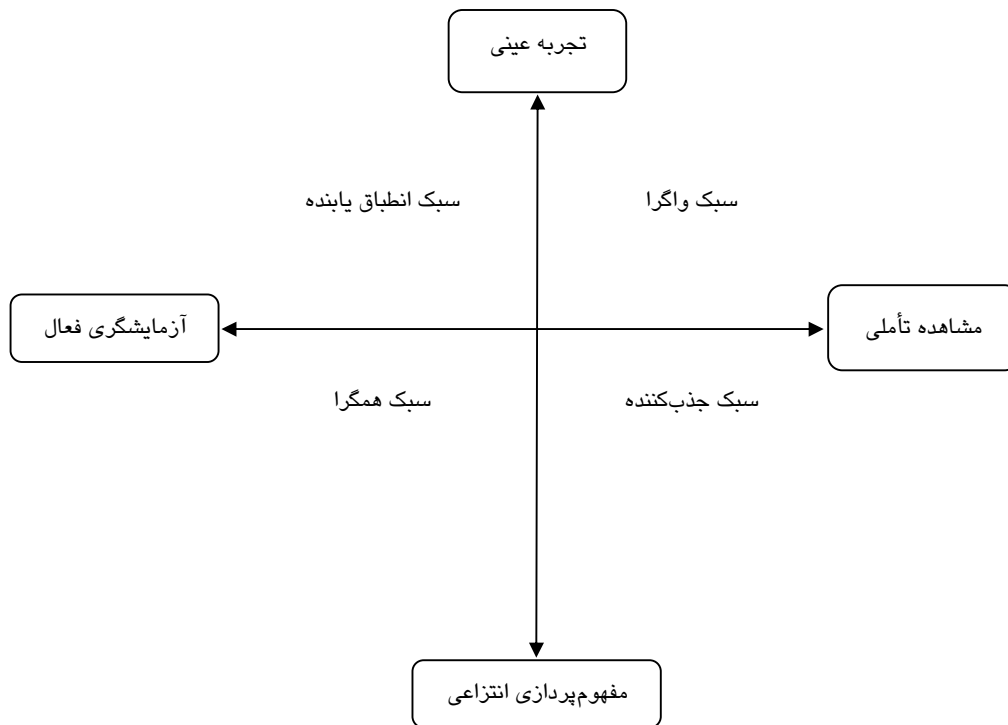 تجربه عینی
سبک واگرا
سبک انطباق یابنده
مشاهده تأملی
آزمایشگری فعال
سبک جذب‌کننده
سبک همگرا
مفهوم‌پردازی انتزاعی